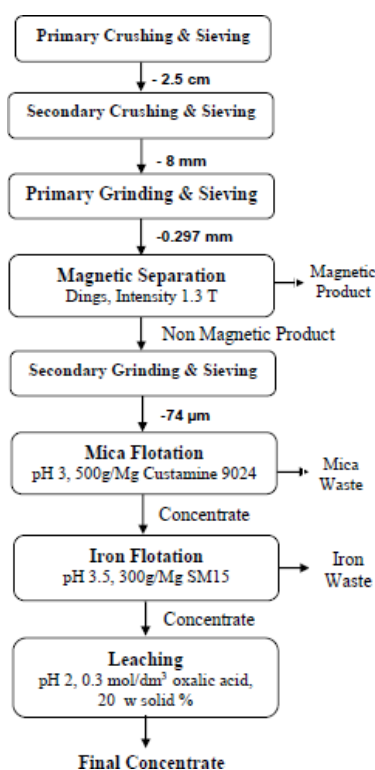 Primary Crushing & Sieving
- 2.5 cm
Secondary Crushing & Sieving
- 8 mm
Primary Grinding & Sieving
-0.297 mm
Magnetic Separation
Dings, Intensity 1.3 T
Magnetic
Product
Non Magnetic Product
Secondary Grinding & Sieving
-74 µm
Mica Flotation
pH 3, 500g/Mg Custamine 9024
Mica
Waste
Concentrate
Iron Flotation
pH 3.5, 300g/Mg SM15
Iron
Waste
Concentrate
Leaching
pH 2, 0.3 mol/dm³ oxalic acid,
20 w solid %
Final Concentrate